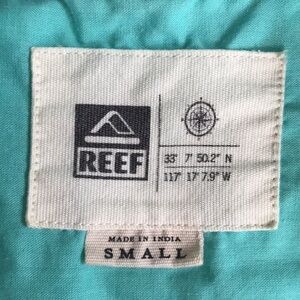 REEF
33° 7' 50.2" N
117° 17' 7.9" W
MADE IN INDIA
SMALL